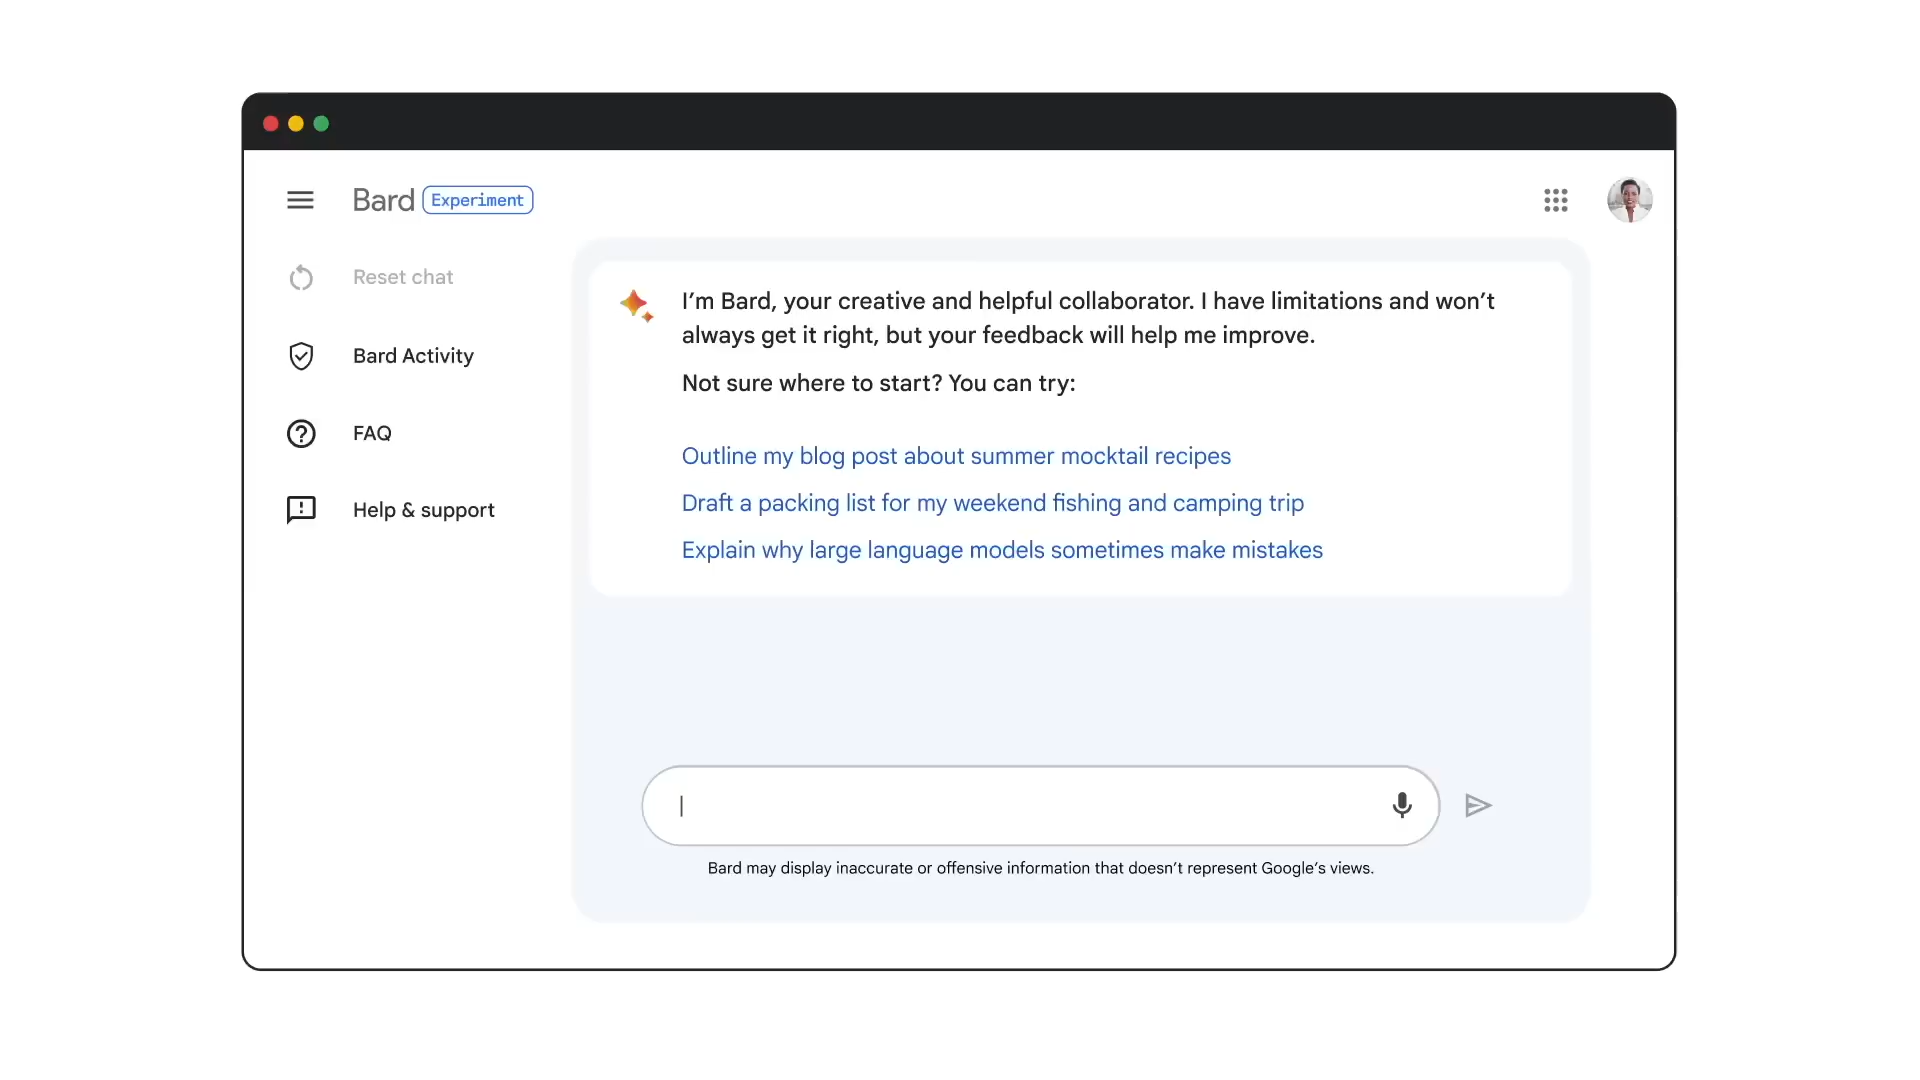 Bard Experiment
Reset chat
Bard Activity
FAQ
Help & support
I’m Bard, your creative and helpful collaborator. I have limitations and won’t
always get it right, but your feedback will help me improve.
Not sure where to start? You can try:
Outline my blog post about summer mocktail recipes
Draft a packing list for my weekend fishing and camping trip
Explain why large language models sometimes make mistakes
Bard may display inaccurate or offensive information that doesn’t represent Google’s views.